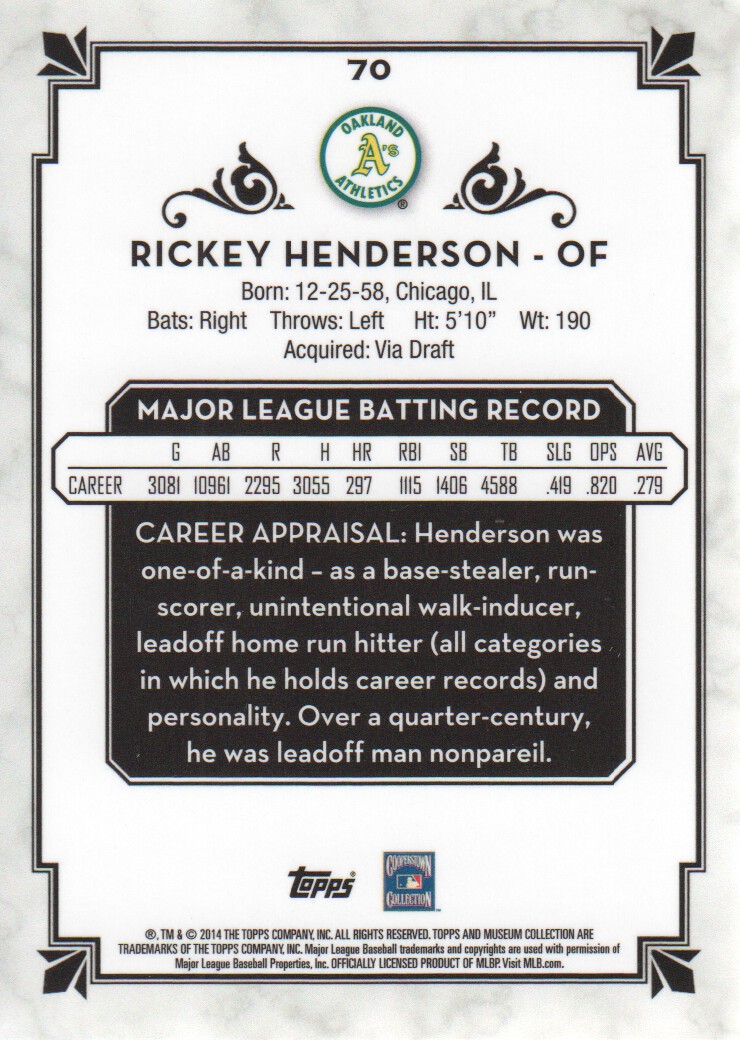 70
OAKLAND
A's
ATHLETICS®
RICKEY HENDERSON - OF
Born: 12-25-58, Chicago, IL
Bats: Right Throws: Left Ht: 5'10" Wt: 190
Acquired: Via Draft
MAJOR LEAGUE BATTING RECORD
G AB R H HR RBI SB TB SLG OPS AVG
CAREER 3081 10961 2295 3055 297 1115 1406 4588 .419 .820 .279
CAREER APPRAISAL: Henderson was
one-of-a-kind – as a base-stealer, run-
scorer, unintentional walk-inducer,
leadoff home run hitter (all categories
in which he holds career records) and
personality. Over a quarter-century,
he was leadoff man nonpareil.
Topps®
COOPERSTOWN
COLLECTION™
®, TM & © 2014 THE TOPPS COMPANY, INC. ALL RIGHTS RESERVED. TOPPS AND MUSEUM COLLECTION ARE
TRADEMARKS OF THE TOPPS COMPANY, INC. Major League Baseball trademarks and copyrights are used with permission of
Major League Baseball Properties, Inc. OFFICIALLY LICENSED PRODUCT OF MLBP. Visit MLB.com.